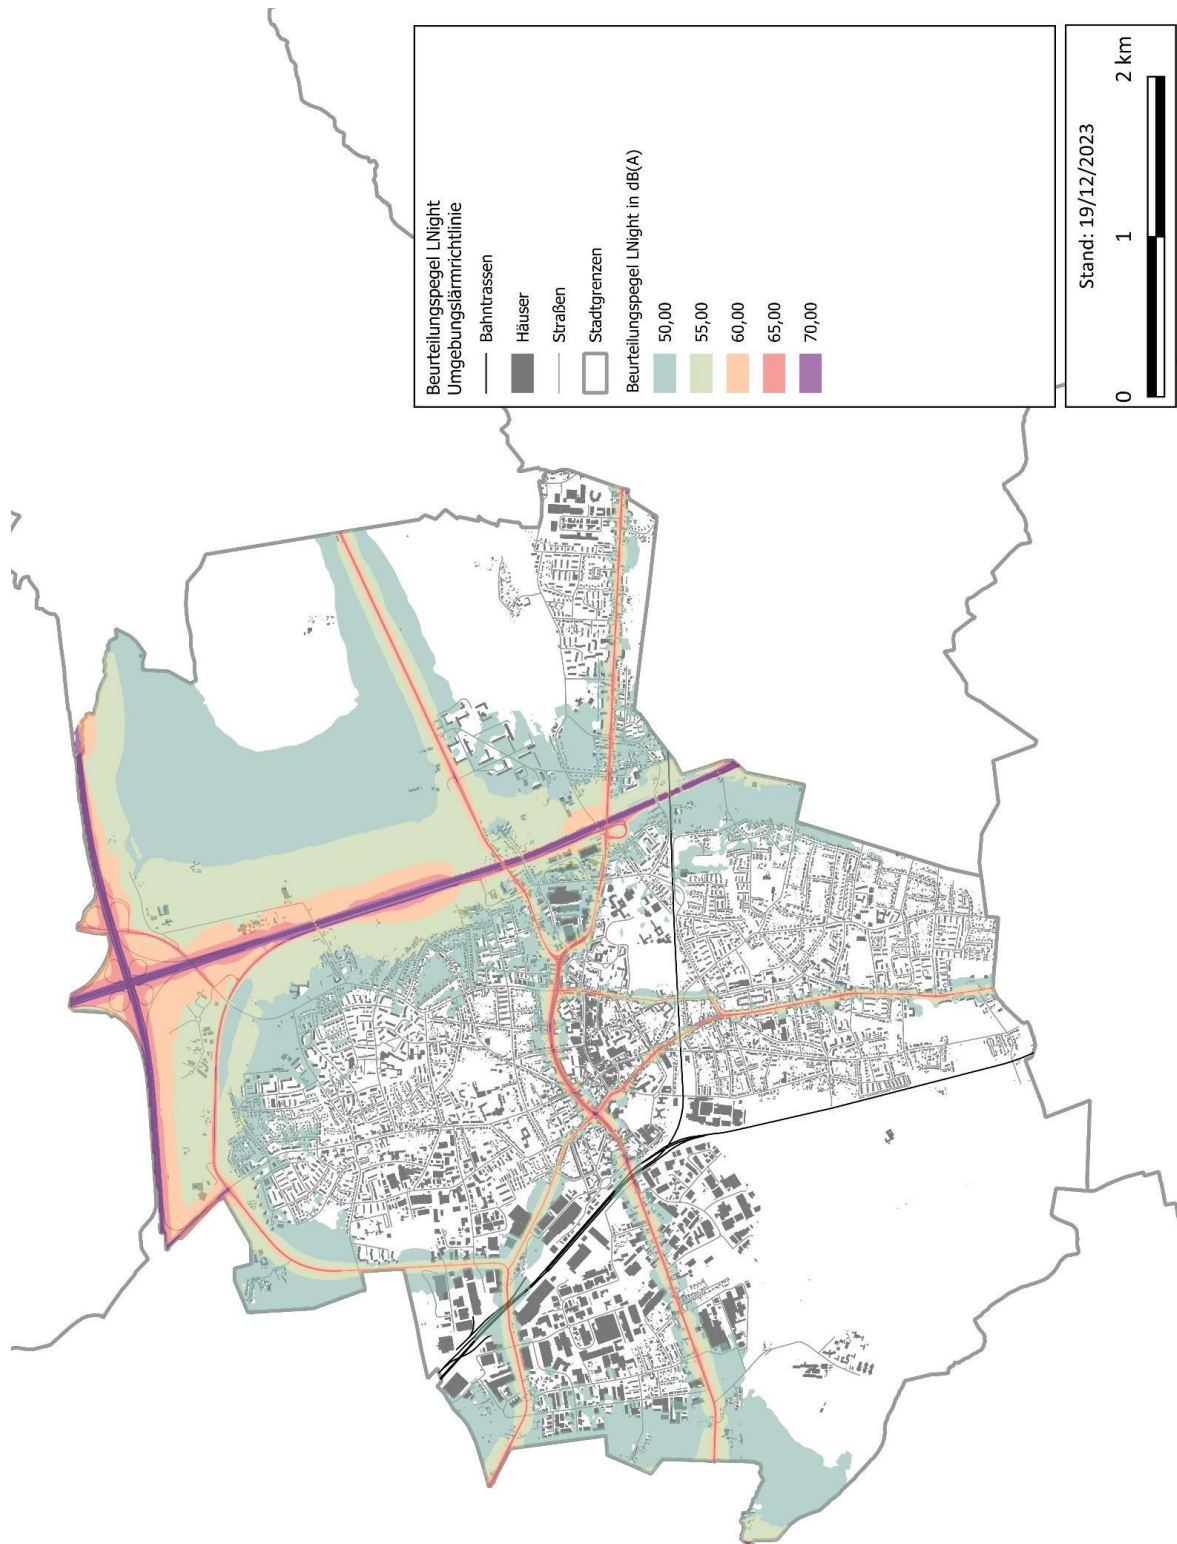 Beurteilungspegel LNight
Umgebungslärmrichtlinie
Bahntrassen
Häuser
Straßen
Stadtgrenzen
Beurteilungspegel LNight in dB(A)
50,00
55,00
60,00
65,00
70,00
Stand: 19/12/2023
0 1 2 km